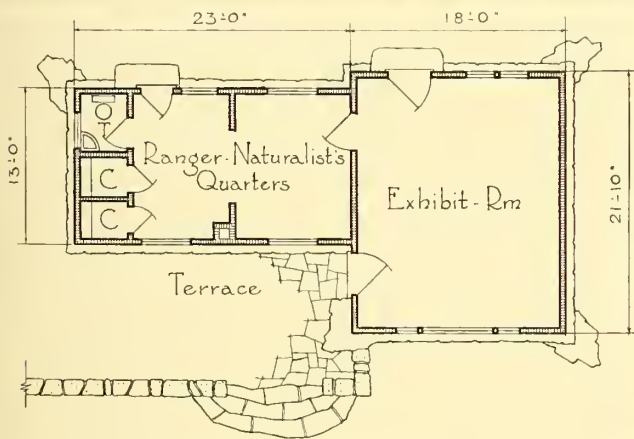 23'-0"
18'-0"
13'-0"
T
Ranger-Naturalist's
Quarters
C
C
Exhibit-Rm
21'-10"
Terrace